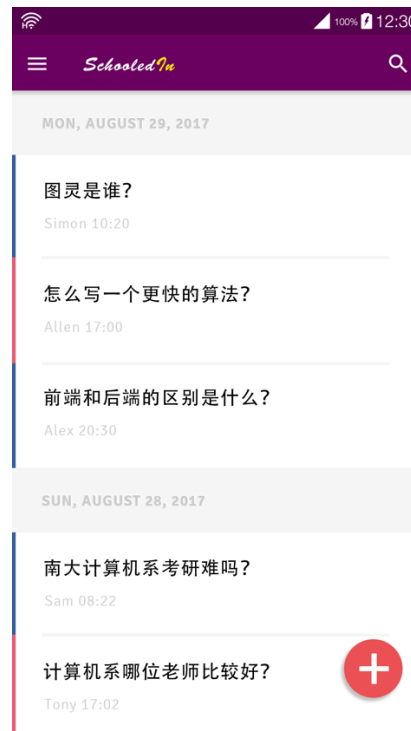 100% 12:30
SchooledIn
MON, AUGUST 29, 2017
图灵是谁?
Simon 10:20
怎么写一个更快的算法?
Allen 17:00
前端和后端的区别是什么?
Alex 20:30
SUN, AUGUST 28, 2017
南大计算机系考研难吗?
Sam 08:22
计算机系哪位老师比较好?
Tony 17:02